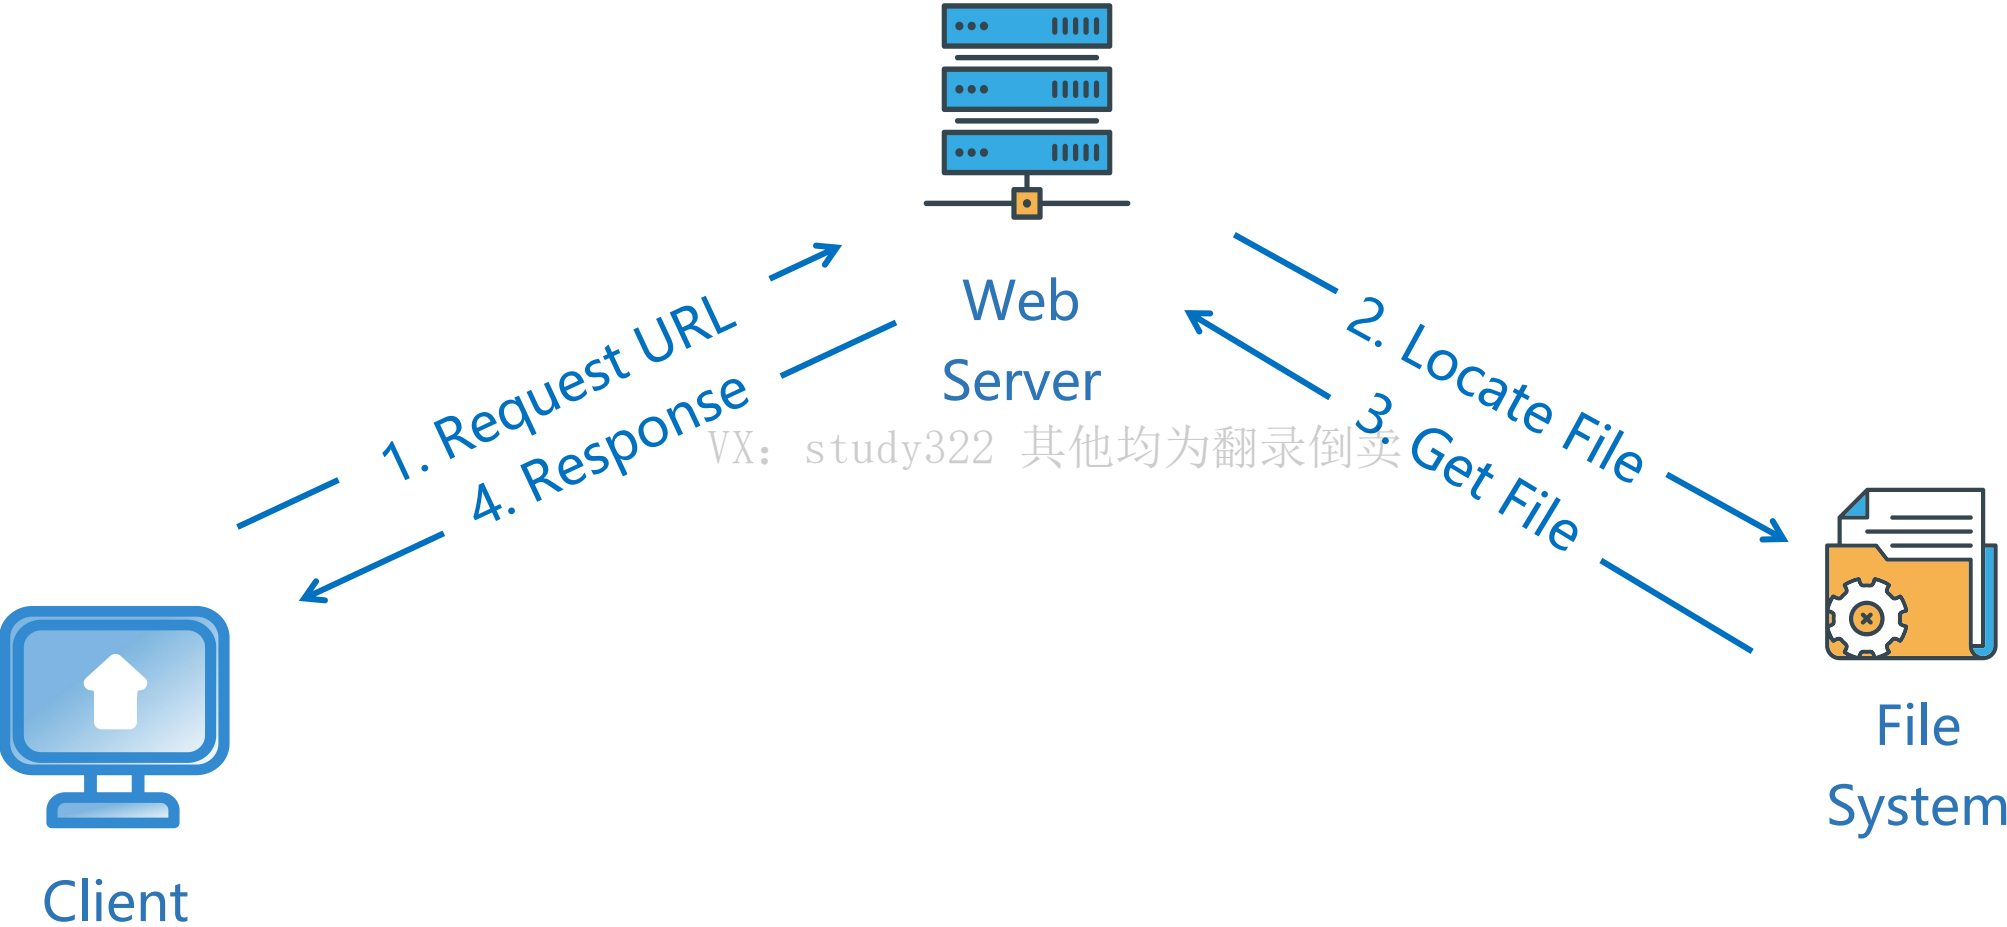 Web
Server
1. Request URL
2. Locate File
3. Get File
4. Response
VX: study322 其他均为翻录倒卖
File
System
Client